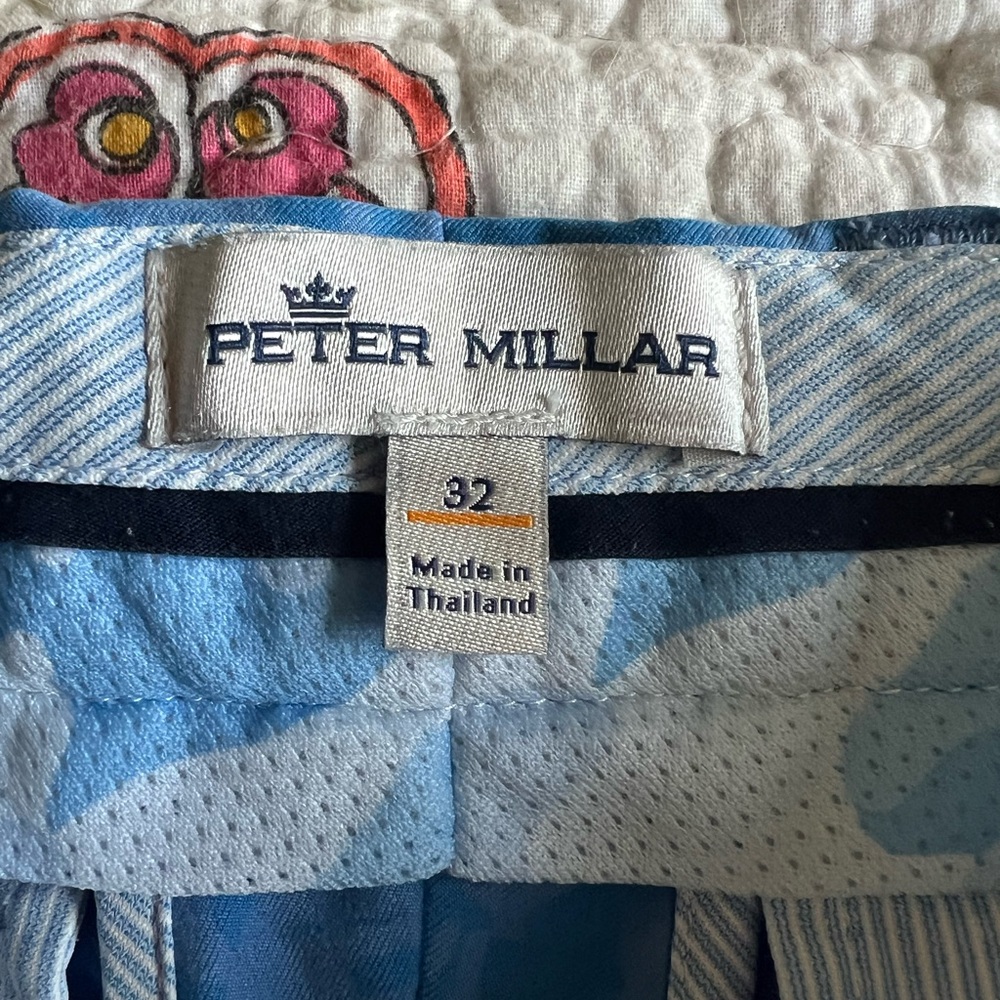 PETER MILLAR
32
Made in
Thailand